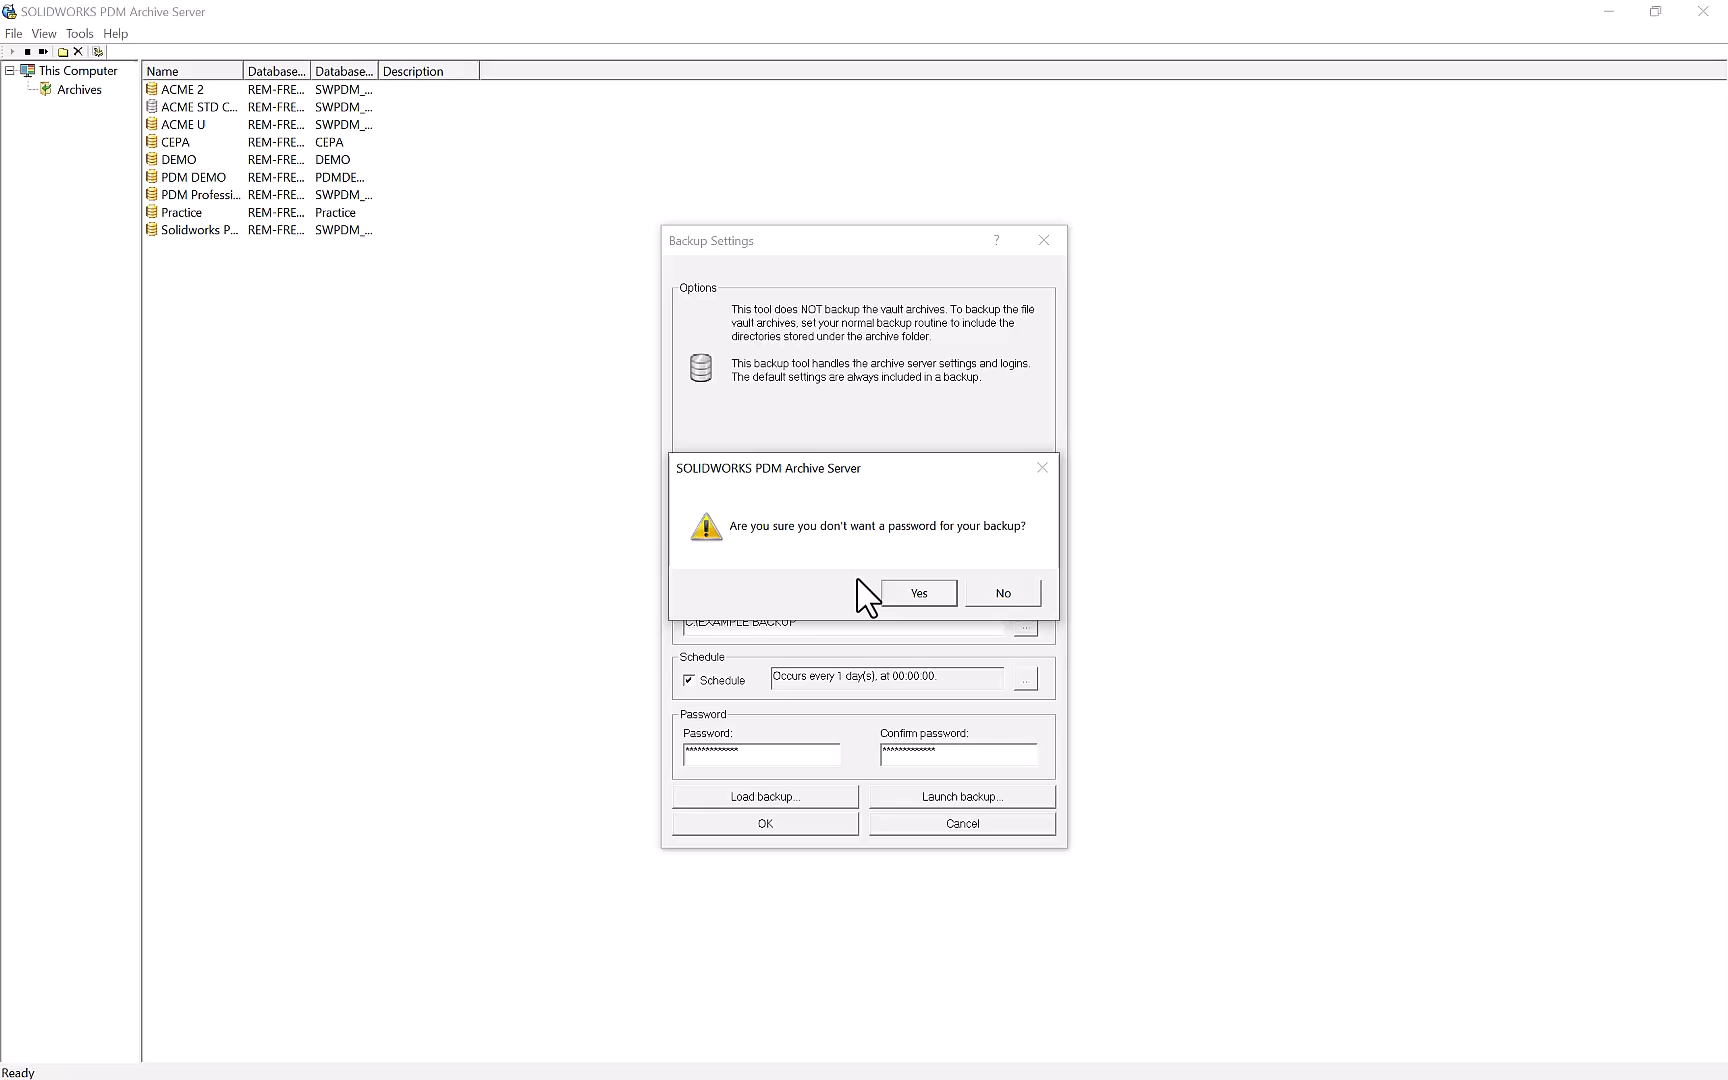 SOLIDWORKS PDM Archive Server
File View Tools Help
This Computer
Archives
Name Database... Database... Description
ACME 2 REM-FRE... SWPDM_...
ACME STD C... REM-FRE... SWPDM_...
ACME U REM-FRE... SWPDM_...
CEPA REM-FRE... CEPA
DEMO REM-FRE... DEMO
PDM DEMO REM-FRE... PDMDE...
PDM Professi... REM-FRE... SWPDM_...
Practice REM-FRE... Practice
Solidworks P... REM-FRE... SWPDM_...
Backup Settings ?
Options
This tool does NOT backup the vault archives. To backup the file
vault archives, set your normal backup routine to include the
directories stored under the archive folder.
This backup tool handles the archive server settings and logins.
The default settings are always included in a backup.
SOLIDWORKS PDM Archive Server
Are you sure you don't want a password for your backup?
Yes No
C:\EXAMPLE BACKUP ...
Schedule
Schedule Occurs every 1 day(s), at 00:00:00. ...
Password
Password: Confirm password:
************* *************
Load backup... Launch backup...
OK Cancel
Ready